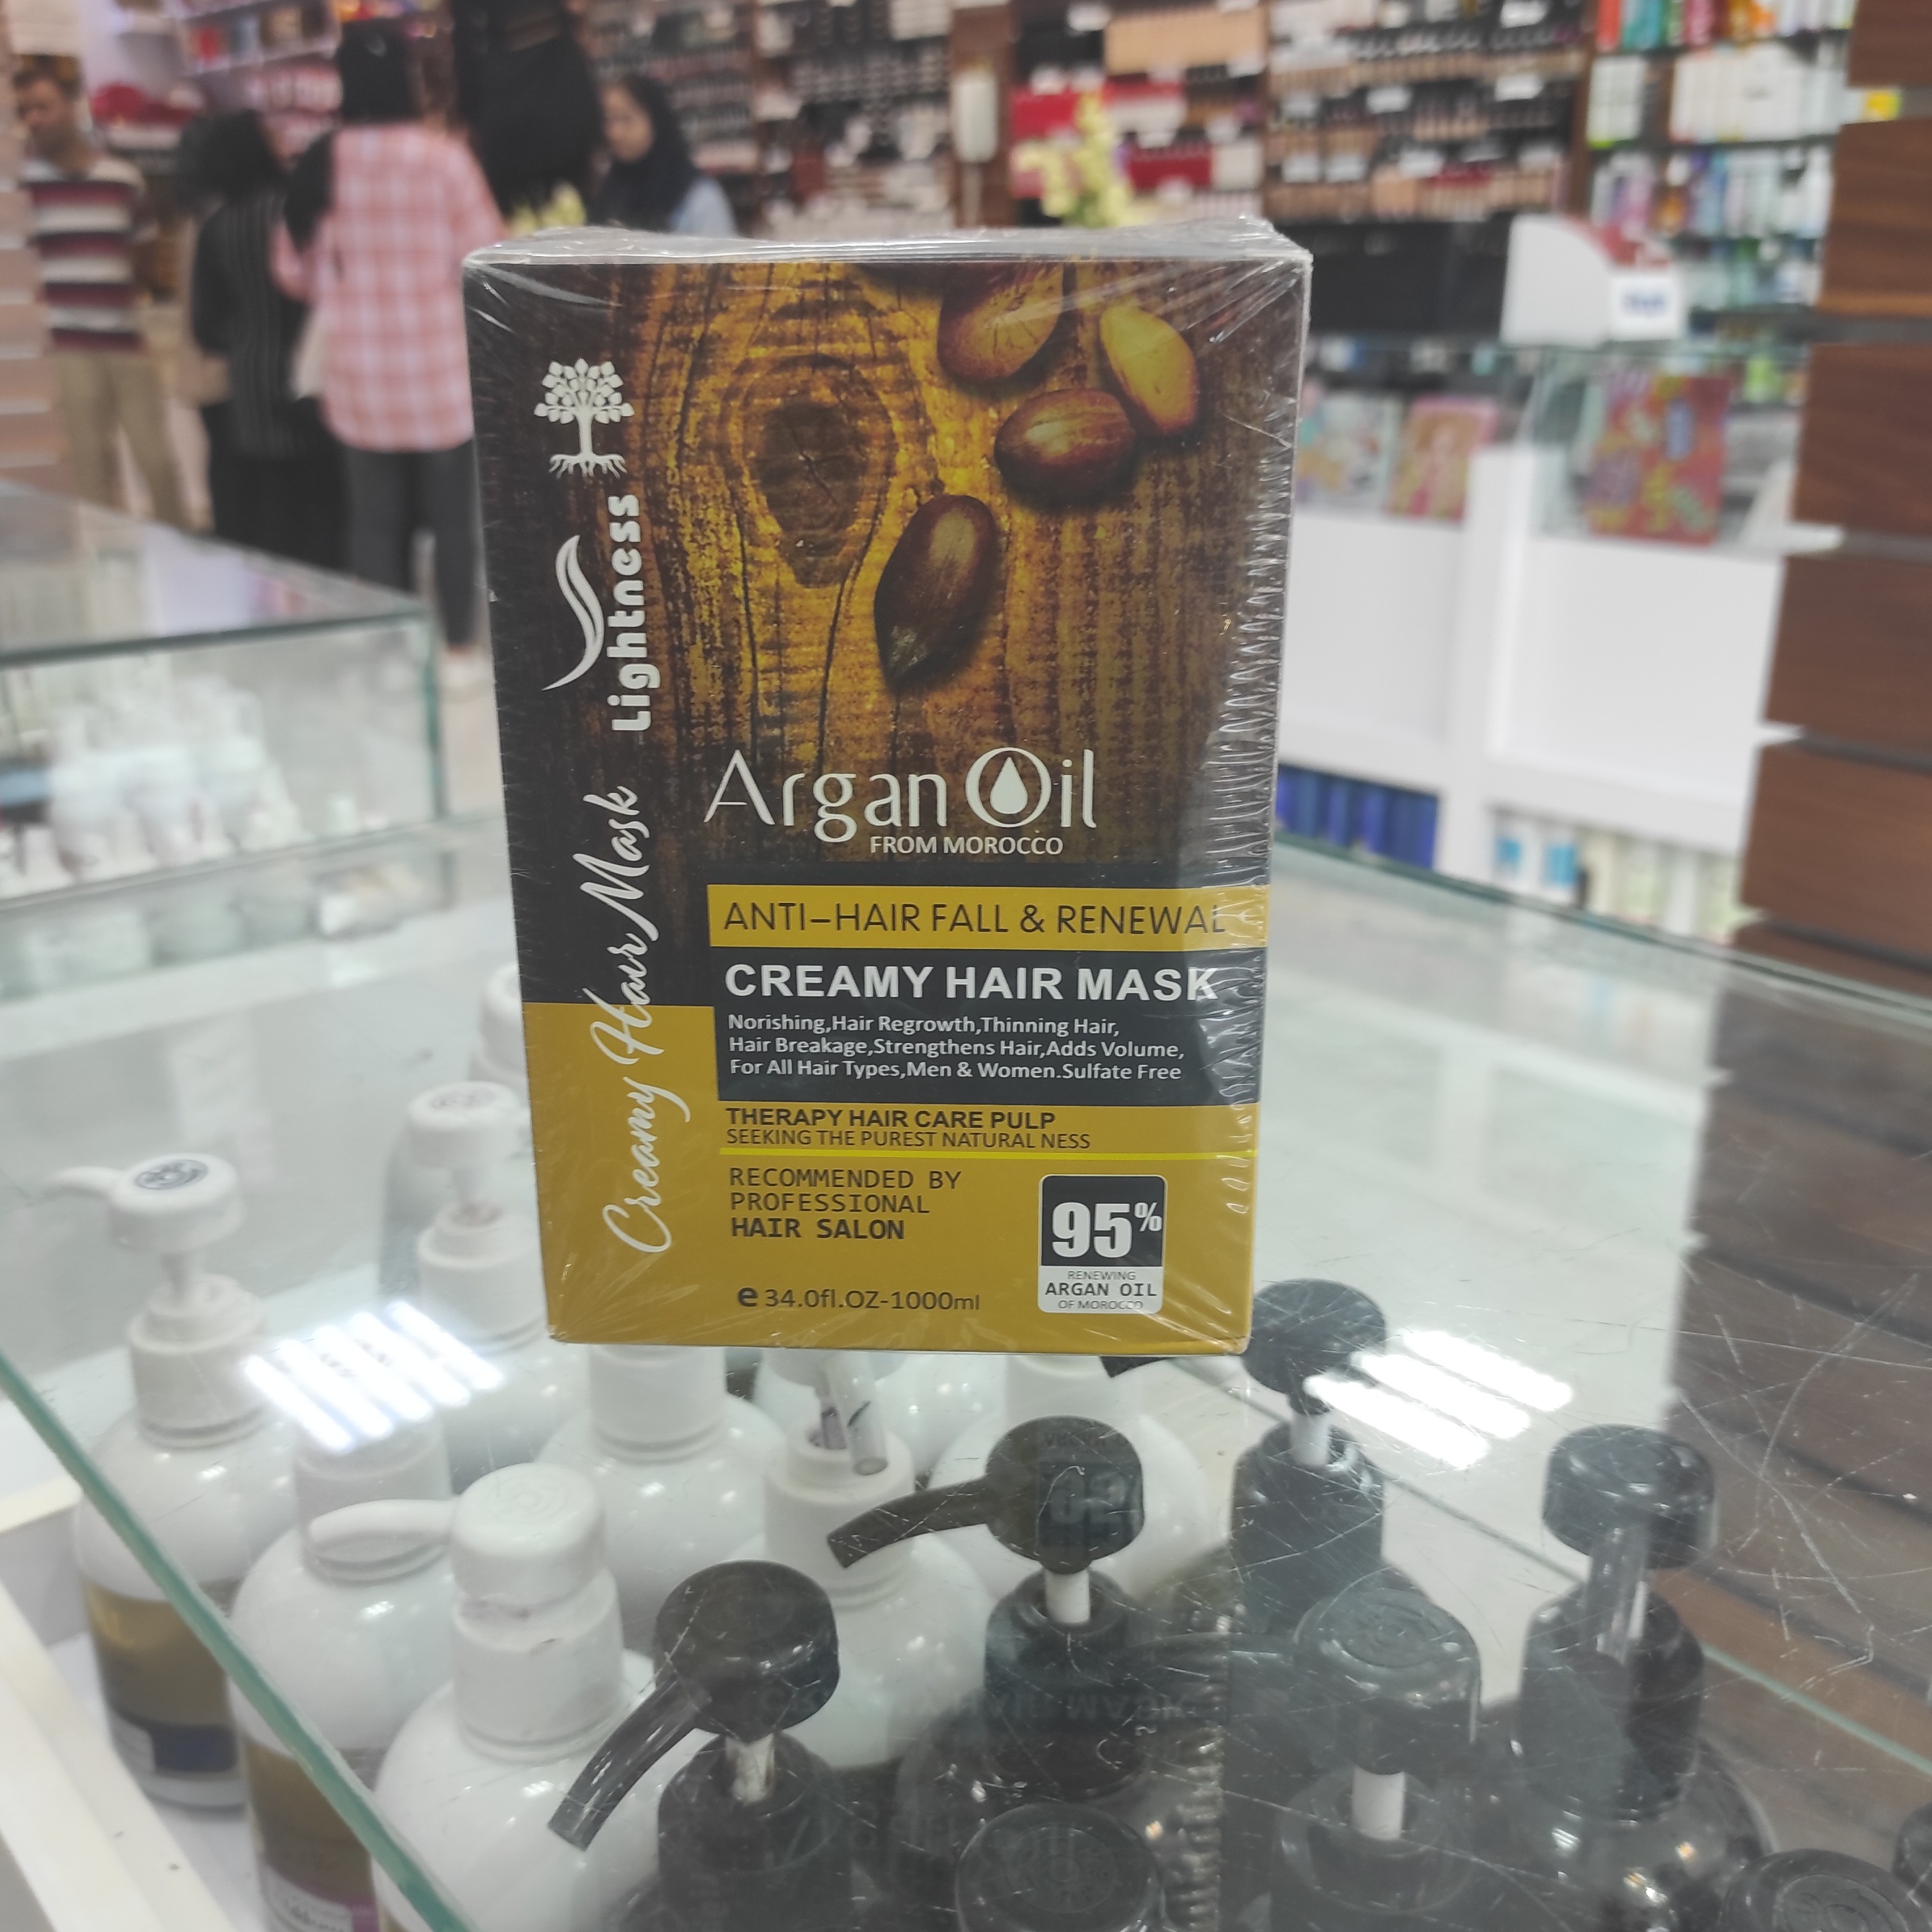 Lightness
Creamy Hair Mask
Argan Oil
FROM MOROCCO
ANTI-HAIR FALL & RENEWAL
CREAMY HAIR MASK
Norishing,Hair Regrowth,Thinning Hair,
Hair Breakage,Strengthens Hair,Adds Volume,
For All Hair Types,Men & Women.Sulfate Free
THERAPY HAIR CARE PULP
SEEKING THE PUREST NATURAL NESS
RECOMMENDED BY
PROFESSIONAL
HAIR SALON
95%
RENEWING
ARGAN OIL
OF MOROCCO
e 34.0fl.OZ-1000ml